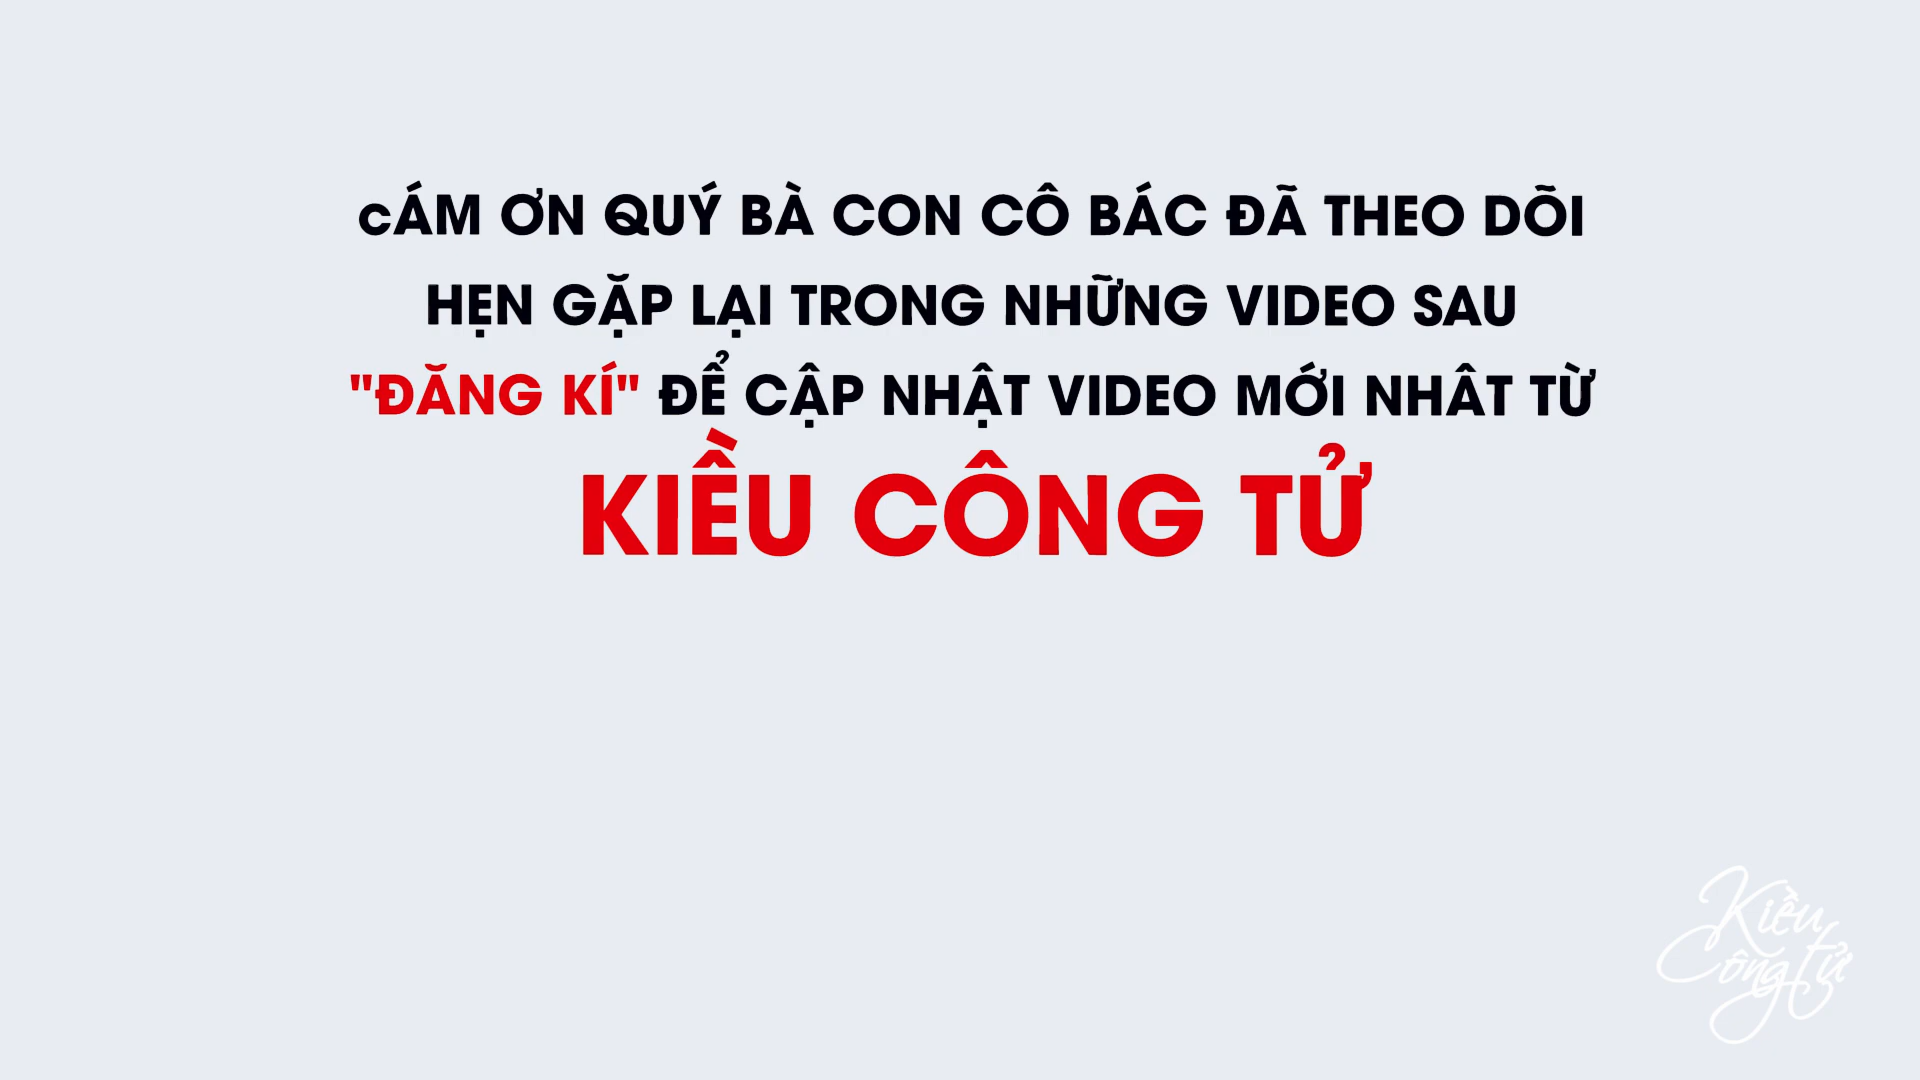 cÁM ƠN QUÝ BÀ CON CÔ BÁC ĐÃ THEO DÕI
HẸN GẶP LẠI TRONG NHỮNG VIDEO SAU
"ĐĂNG KÍ" ĐỂ CẬP NHẬT VIDEO MỚI NHÂT TỪ
KIỀU CÔNG TỬ
Kiều
Công Tử